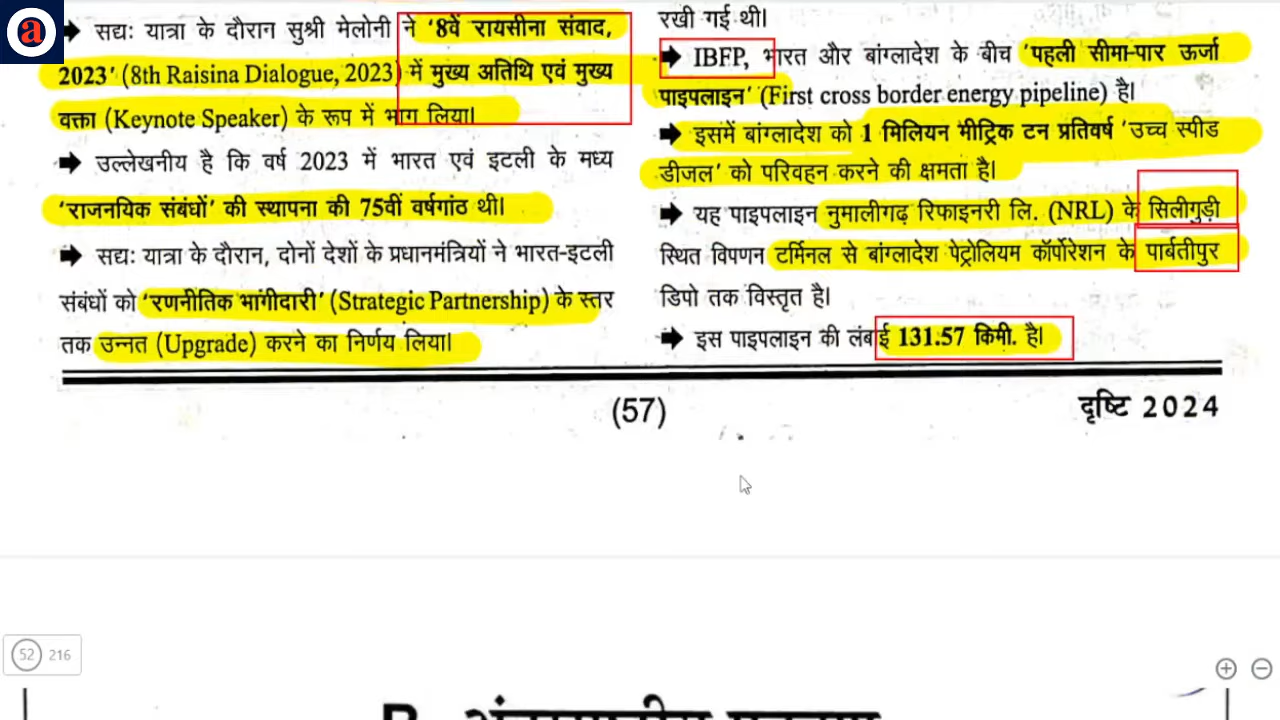 a
➡ सद्यः यात्रा के दौरान सुश्री मेलोनी ने '8वें रायसीना संवाद,
2023' (8th Raisina Dialogue, 2023) में मुख्य अतिथि एवं मुख्य
वक्ता (Keynote Speaker) के रूप में भाग लिया।
➡ उल्लेखनीय है कि वर्ष 2023 में भारत एवं इटली के मध्य
'राजनयिक संबंधों' की स्थापना की 75वीं वर्षगांठ थी।
➡ सद्यः यात्रा के दौरान, दोनों देशों के प्रधानमंत्रियों ने भारत-इटली
संबंधों को 'रणनीतिक भागीदारी' (Strategic Partnership) के स्तर
तक उन्नत (Upgrade) करने का निर्णय लिया।
रखी गई थी।
➡ IBFP, भारत और बांग्लादेश के बीच 'पहली सीमा-पार ऊर्जा
पाइपलाइन' (First cross border energy pipeline) है।
➡ इसमें बांग्लादेश को 1 मिलियन मीट्रिक टन प्रतिवर्ष 'उच्च स्पीड
डीजल' को परिवहन करने की क्षमता है।
➡ यह पाइपलाइन नुमालीगढ़ रिफाइनरी लि. (NRL) के सिलीगुड़ी
स्थित विपणन टर्मिनल से बांग्लादेश पेट्रोलियम कॉर्पोरेशन के पार्बतीपुर
डिपो तक विस्तृत है।
➡ इस पाइपलाइन की लंबाई 131.57 किमी. है।
(57)
दृष्टि 2024
52 216